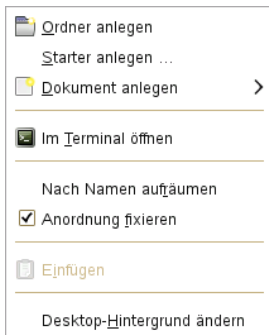 Ordner anlegen
Starter anlegen ...
Dokument anlegen
Im Terminal öffnen
Nach Namen aufräumen
Anordnung fixieren
Einfügen
Desktop-Hintergrund ändern